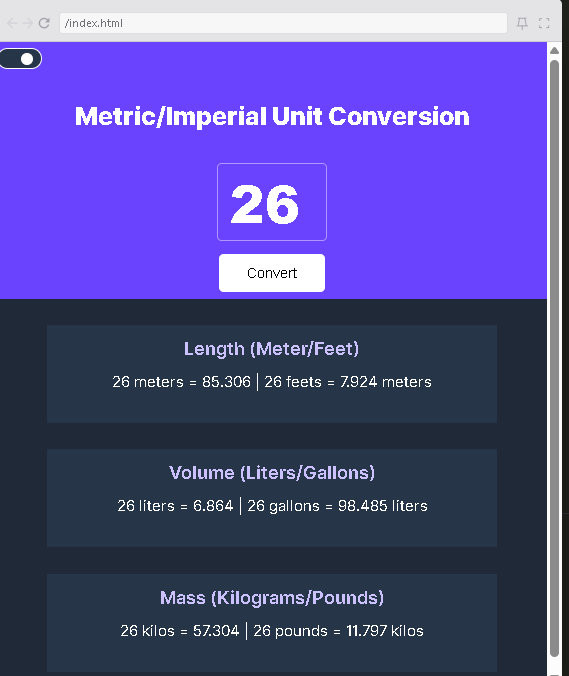 /index.html
Metric/Imperial Unit Conversion
26
Convert
Length (Meter/Feet)
26 meters = 85.306 | 26 feets = 7.924 meters
Volume (Liters/Gallons)
26 liters = 6.864 | 26 gallons = 98.485 liters
Mass (Kilograms/Pounds)
26 kilos = 57.304 | 26 pounds = 11.797 kilos